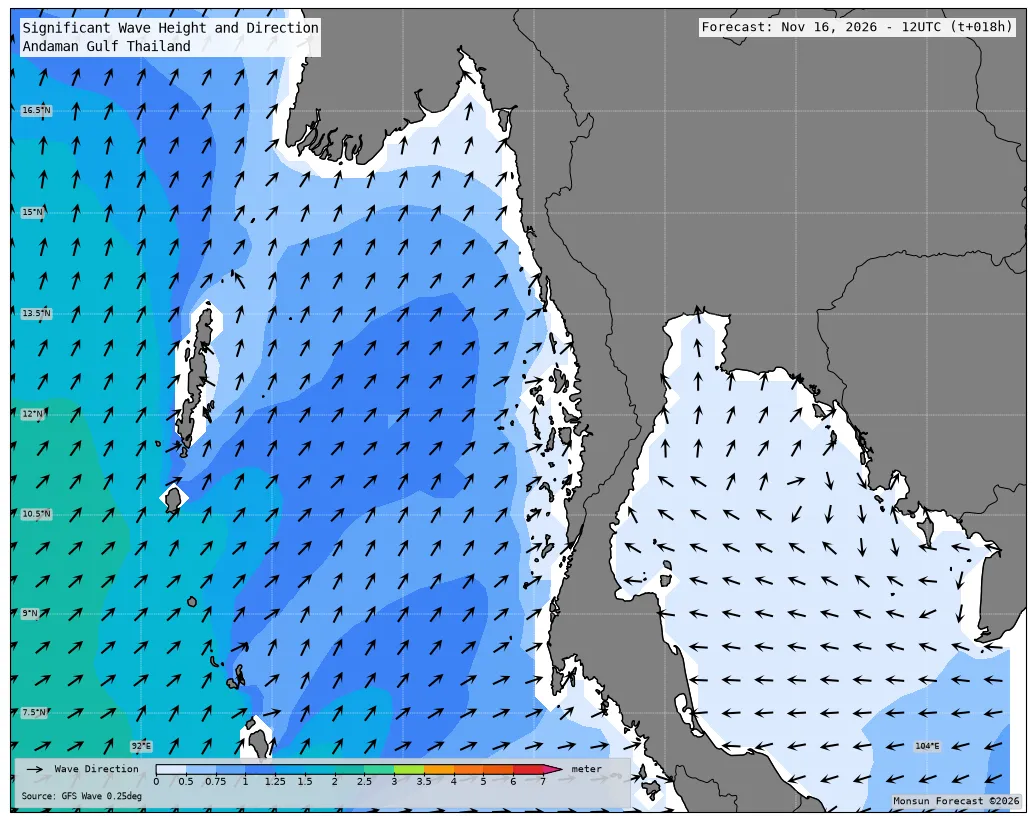 Significant Wave Height and Direction
Andaman Gulf Thailand
Forecast: Nov 16, 2026 - 12UTC (t+018h)
16.5°N
15°N
13.5°N
12°N
10.5°N
9°N
7.5°N
92°E
104°E
Wave Direction
0.5 0.75 1 1.25 1.5 2 2.5 3 3.5 4 5 6 7
meter
Source: GFS Wave 0.25deg
Monsun Forecast ©2026